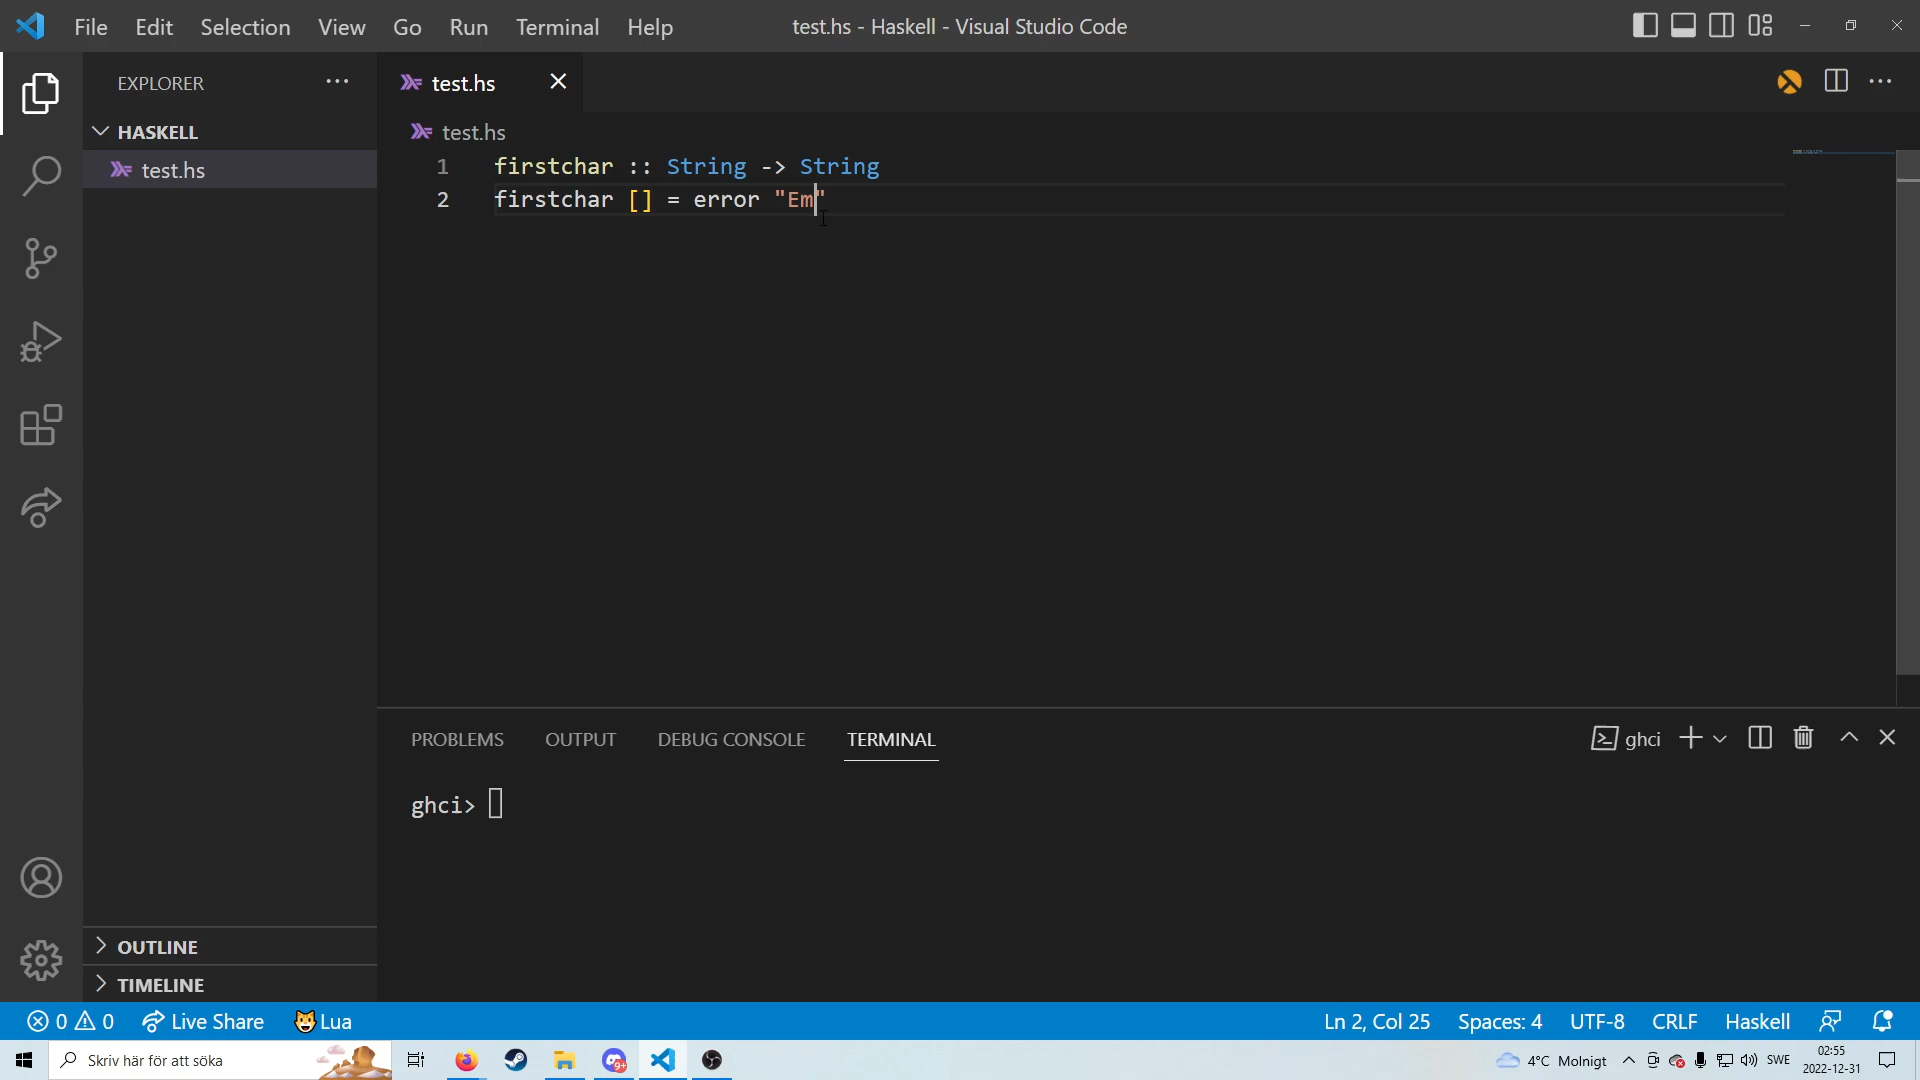 File Edit Selection View Go Run Terminal Help test.hs - Haskell - Visual Studio Code
EXPLORER
test.hs
HASKELL
test.hs
test.hs
1 firstchar :: String -> String
2 firstchar [] = error "Em"
PROBLEMS OUTPUT DEBUG CONSOLE TERMINAL ghci
ghci>
OUTLINE
TIMELINE
0 0 Live Share Lua Ln 2, Col 25 Spaces: 4 UTF-8 CRLF Haskell
Skriv här för att söka 9+ 4°C Molnigt SWE 02:55
2022-12-31